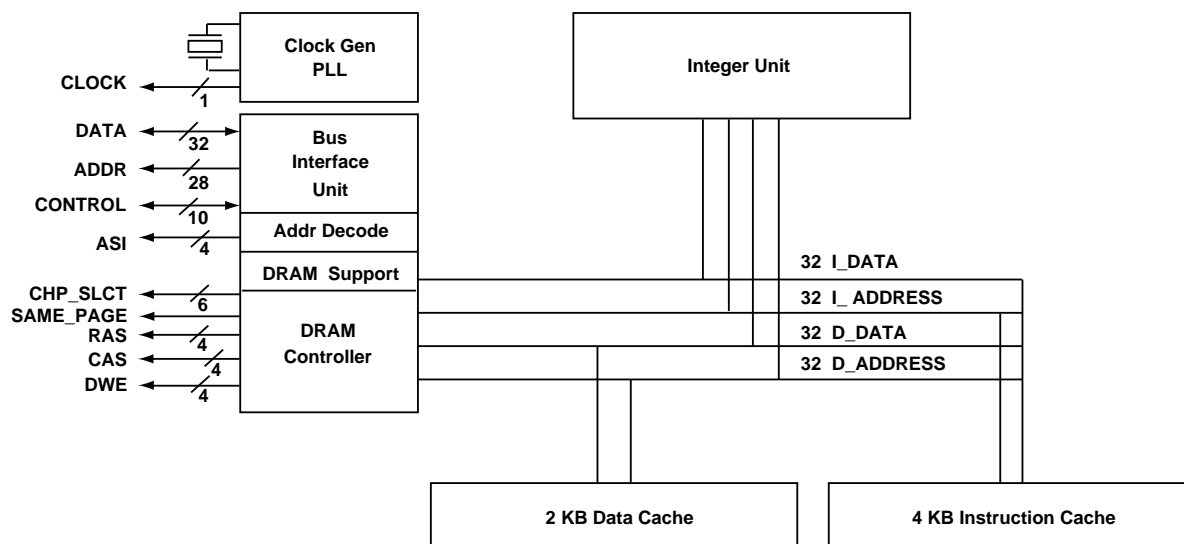 Clock Gen
PLL
CLOCK
1
Integer Unit
DATA
32
ADDR
28
CONTROL
10
ASI
4
Bus
Interface
Unit
Addr Decode
DRAM Support
CHP_SLCT
6
SAME_PAGE
RAS
4
CAS
4
DWE
4
DRAM
Controller
32 I_DATA
32 I_ ADDRESS
32 D_DATA
32 D_ADDRESS
2 KB Data Cache
4 KB Instruction Cache